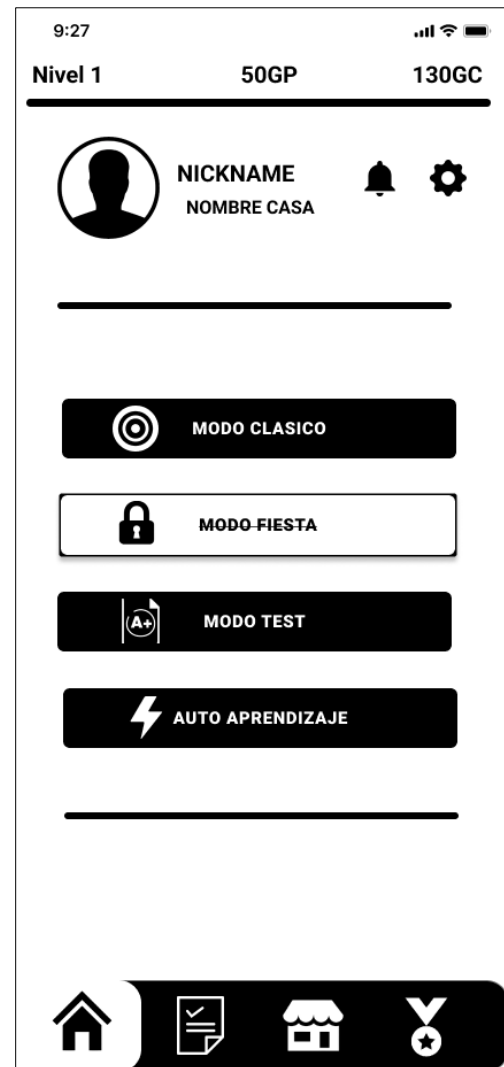 9:27
Nivel 1 50GP 130GC
NICKNAME
NOMBRE CASA
MODO CLASICO
MODO FIESTA
A+ MODO TEST
AUTO APRENDIZAJE